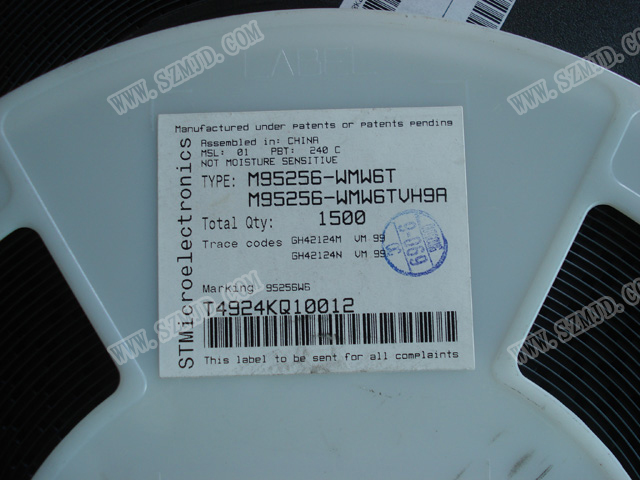 LABEL
Manufactured under patents or patents pending
STMicroelectronics
Assembled in: CHINA
MSL: 01 PBT: 240 C
NOT MOISTURE SENSITIVE
TYPE: M95256-WMW6T
M95256-WMW6TVH9A
Total Qty: 1500
Trace codes GH42124M VM 99
GH42124N VM 99
Marking 95256W6
T4924KQ10012
This label to be sent for all complaints
WWW.SZMJD.COM
WWW.SZMJD.COM
WWW.SZMJD.COM
WWW.SZMJD.COM